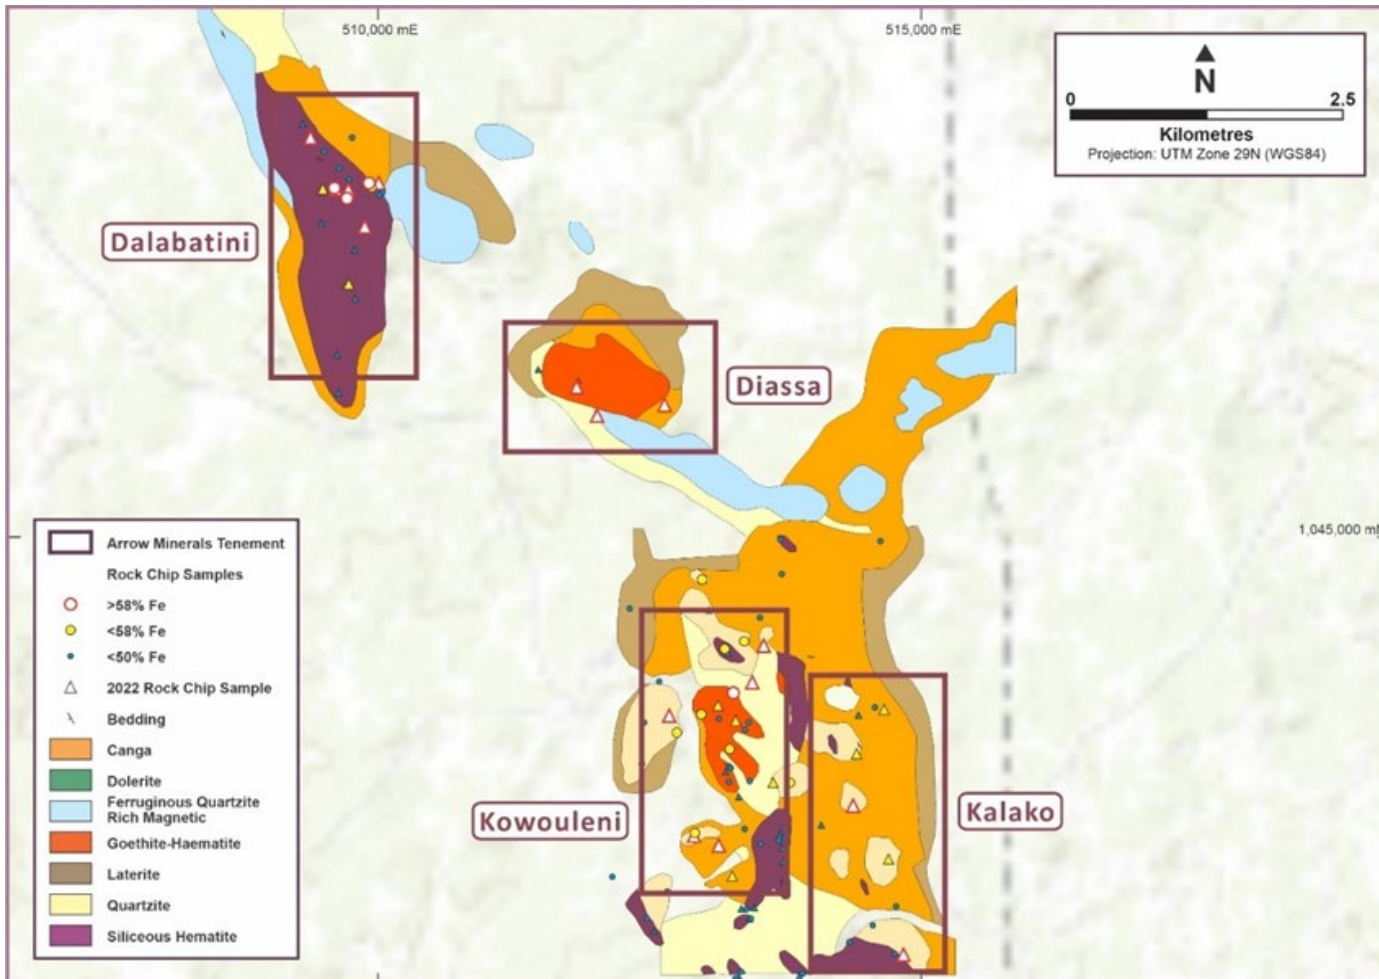 510,000 mE
515,000 mE
N
0
2.5
Kilometres
Projection: UTM Zone 29N (WGS84)
Dalabatini
Diassa
1,045,000 m
Arrow Minerals Tenement
Rock Chip Samples
>58% Fe
<58% Fe
<50% Fe
2022 Rock Chip Sample
Bedding
Canga
Dolerite
Ferruginous Quartzite
Rich Magnetic
Goethite-Haematite
Laterite
Quartzite
Siliceous Hematite
Kowouleni
Kalako